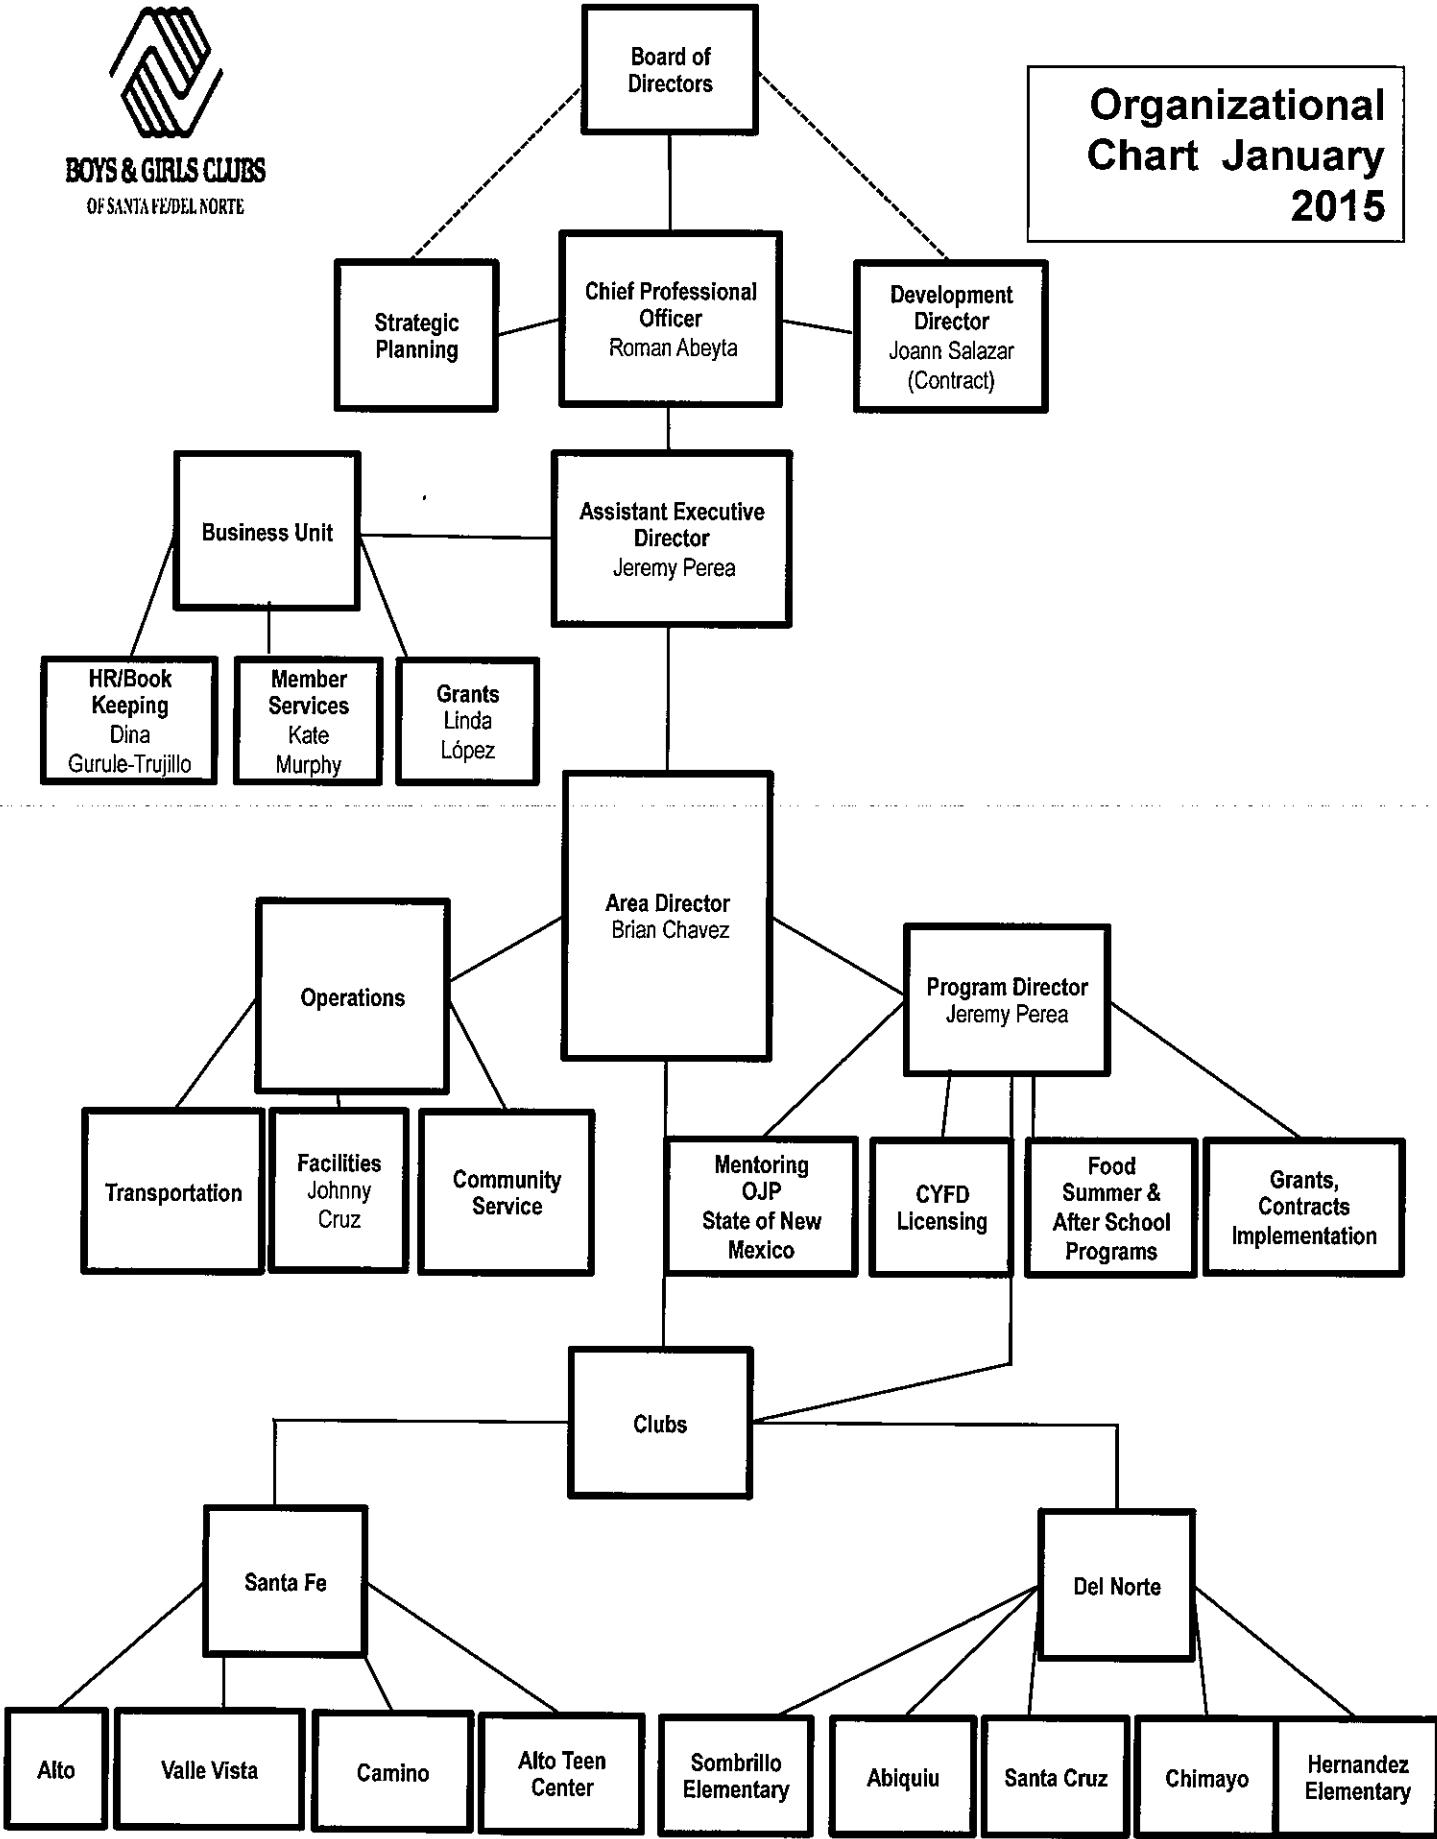 BOYS & GIRLS CLUBS
OF SANTA FE/DEL NORTE
Board of
Directors
Organizational
Chart January
2015
Strategic
Planning
Chief Professional
Officer
Roman Abeyta
Development
Director
Joann Salazar
(Contract)
Business Unit
Assistant Executive
Director
Jeremy Perea
HR/Book
Keeping
Dina
Gurule-Trujillo
Member
Services
Kate
Murphy
Grants
Linda
López
Area Director
Brian Chavez
Operations
Program Director
Jeremy Perea
Transportation
Facilities
Johnny
Cruz
Community
Service
Mentoring
OJP
State of New
Mexico
CYFD
Licensing
Food
Summer &
After School
Programs
Grants,
Contracts
Implementation
Clubs
Santa Fe
Del Norte
Alto
Valle Vista
Camino
Alto Teen
Center
Sombrillo
Elementary
Abiquiu
Santa Cruz
Chimayo
Hernandez
Elementary